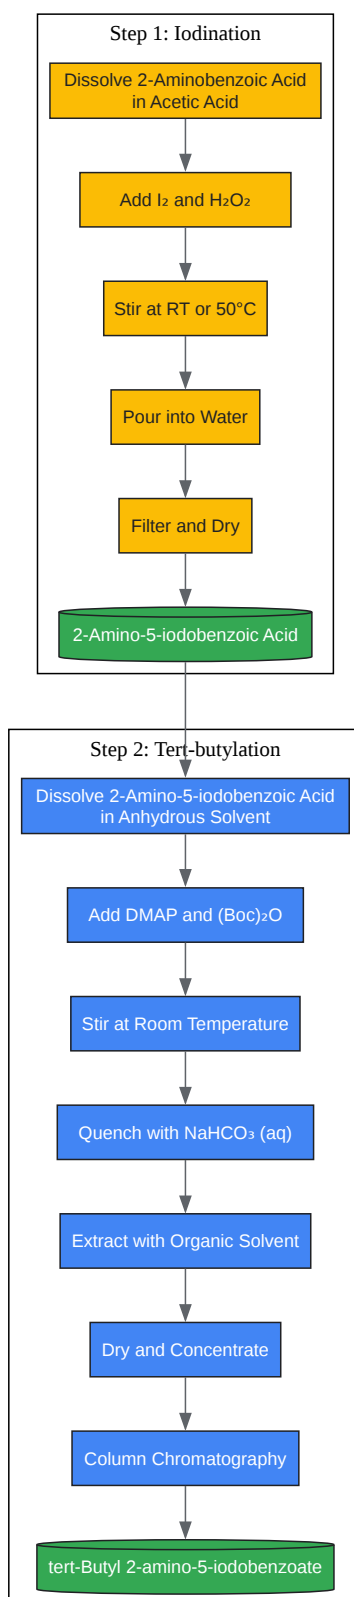 Step 1: Iodination
Dissolve 2-Aminobenzoic Acid
in Acetic Acid
Add I₂ and H₂O₂
Stir at RT or 50°C
Pour into Water
Filter and Dry
2-Amino-5-iodobenzoic Acid
Step 2: Tert-butylation
Dissolve 2-Amino-5-iodobenzoic Acid
in Anhydrous Solvent
Add DMAP and (Boc)₂O
Stir at Room Temperature
Quench with NaHCO₃ (aq)
Extract with Organic Solvent
Dry and Concentrate
Column Chromatography
tert-Butyl 2-amino-5-iodobenzoate